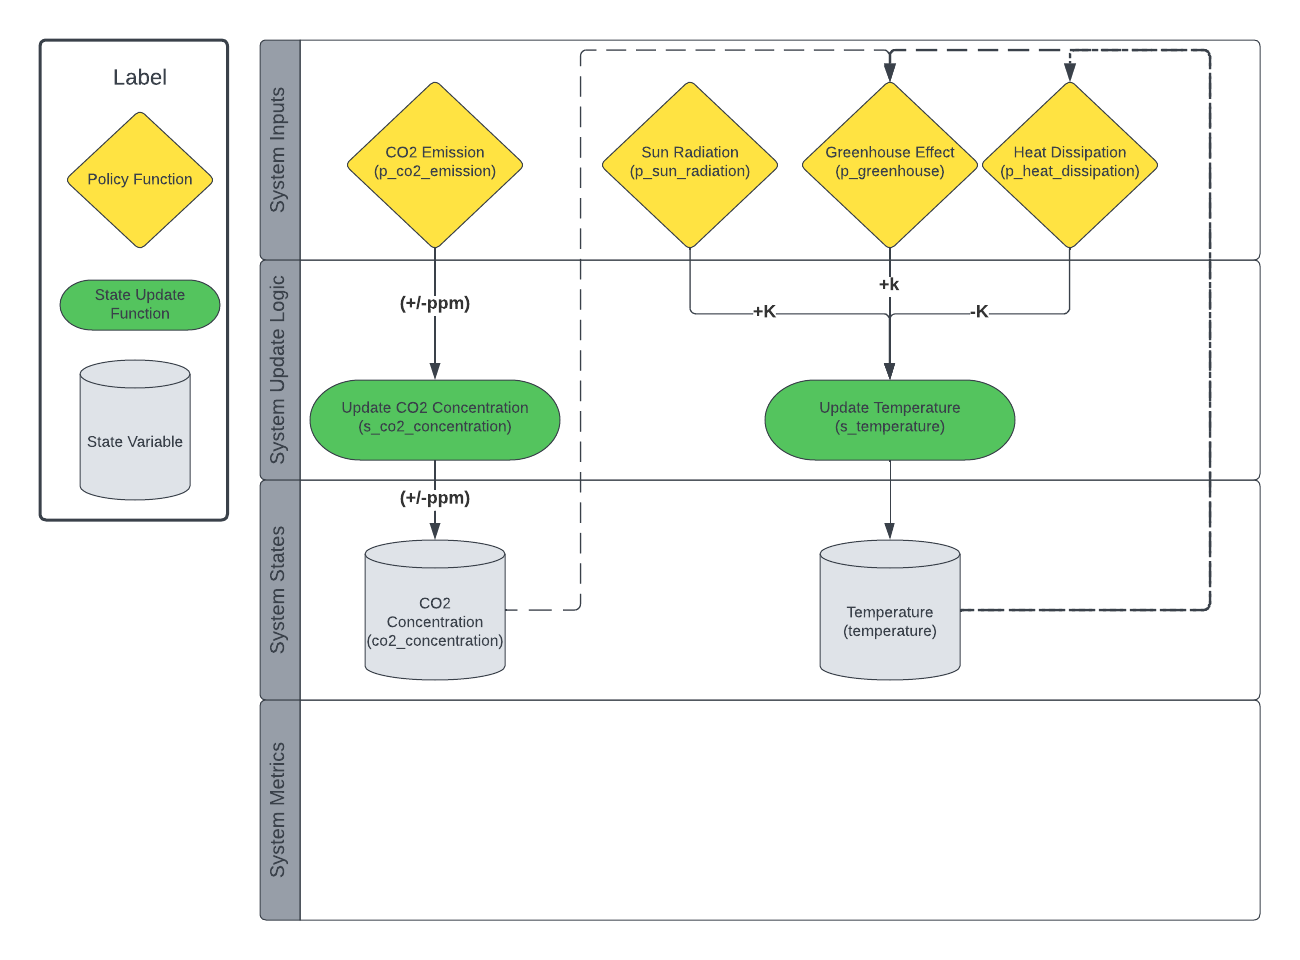 Label
Policy Function
State Update
Function
State Variable
System Inputs
CO2 Emission
(p_co2_emission)
Sun Radiation
(p_sun_radiation)
Greenhouse Effect
(p_greenhouse)
Heat Dissipation
(p_heat_dissipation)
System Update Logic
(+/-ppm)
+K
+k
-K
Update CO2 Concentration
(s_co2_concentration)
Update Temperature
(s_temperature)
System States
(+/-ppm)
CO2
Concentration
(co2_concentration)
Temperature
(temperature)
System Metrics